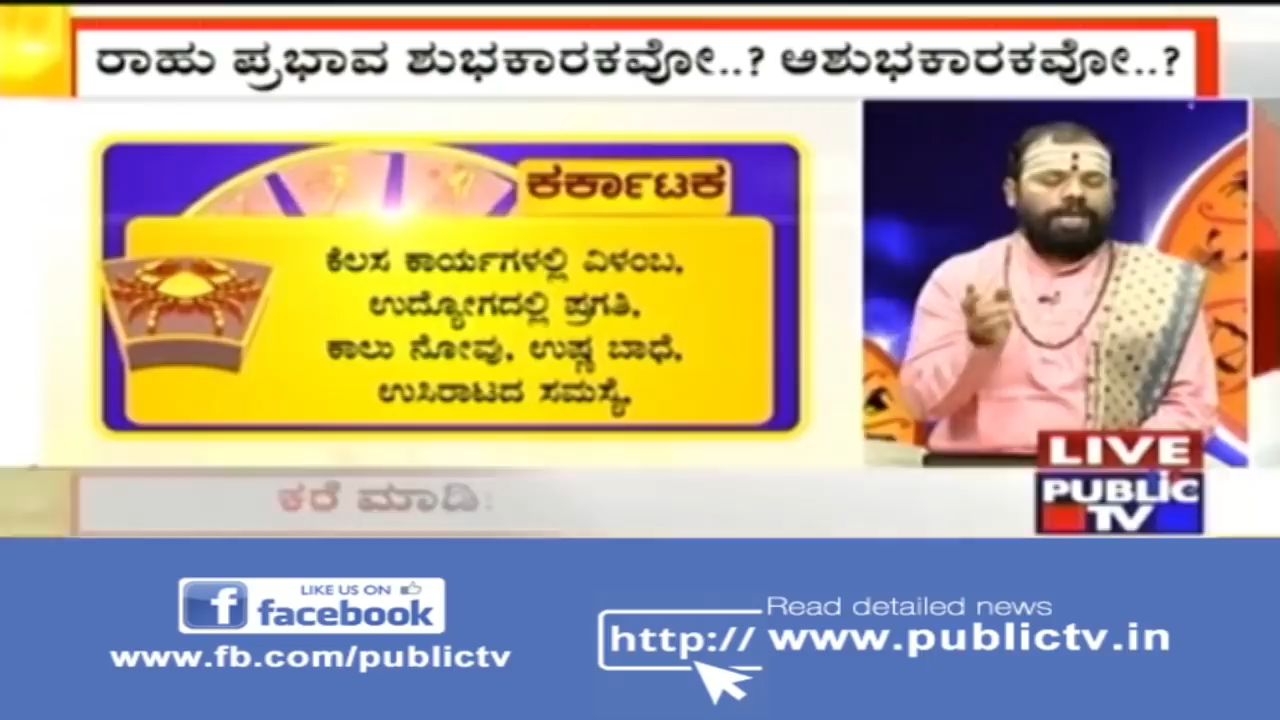 ರಾಹು ಪ್ರಭಾವ ಶುಭಕಾರಕವೋ..? ಅಶುಭಕಾರಕವೋ..?
ಕರ್ಕಾಟಕ
ಕೆಲಸ ಕಾರ್ಯಗಳಲ್ಲಿ ವಿಳಂಬ,
ಉದ್ಯೋಗದಲ್ಲಿ ಪ್ರಗತಿ,
ಕಾಲು ನೋವು, ಉಷ್ಣ ಬಾಧೆ,
ಉಸಿರಾಟದ ಸಮಸ್ಯೆ,
LIVE
PUBLiC
TV
ಕರೆ ಮಾಡಿ:
LIKE US ON
f facebook
www.fb.com/publictv
Read detailed news
http:// www.publictv.in